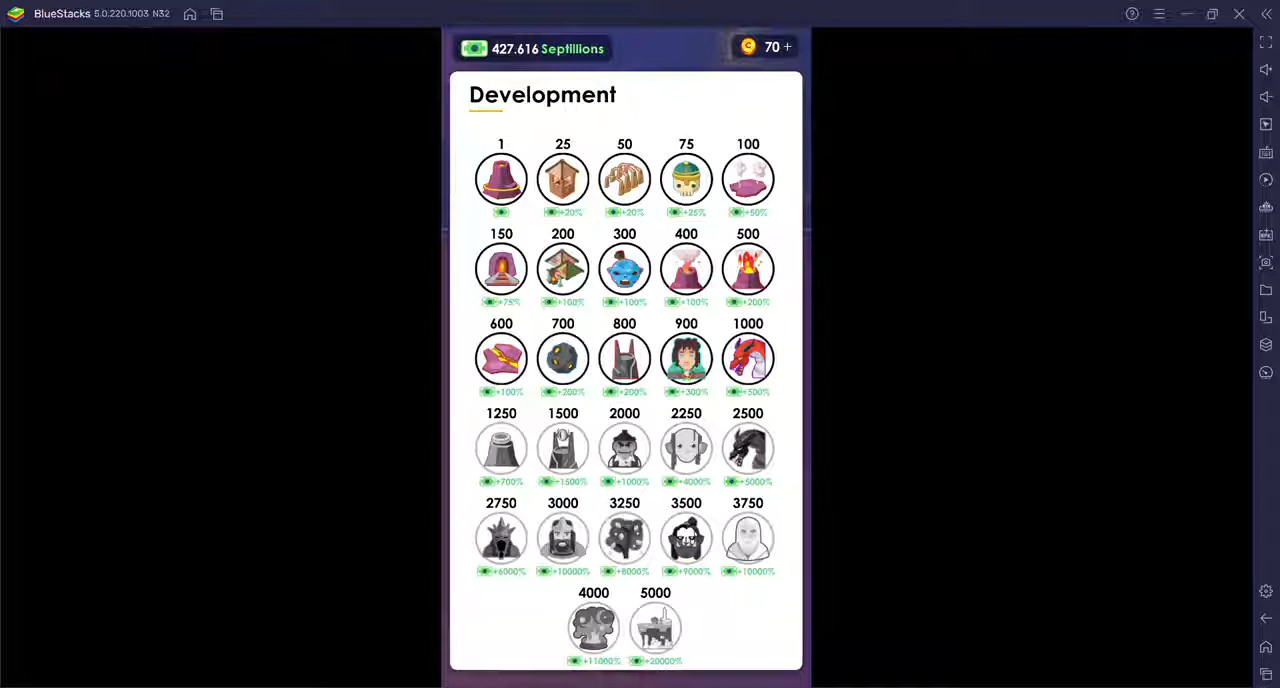 BlueStacks 5.0.220.1003 N32
427.616 Septillions
70 +
Development
1 25 50 75 100
+20% +20% +25% +50%
150 200 300 400 500
+75% +100% +100% +100% +200%
600 700 800 900 1000
+100% +200% +200% +300% +500%
1250 1500 2000 2250 2500
+700% +1500% +1000% +4000% +5000%
2750 3000 3250 3500 3750
+6000% +10000% +8000% +9000% +10000%
4000 5000
+11000% +20000%